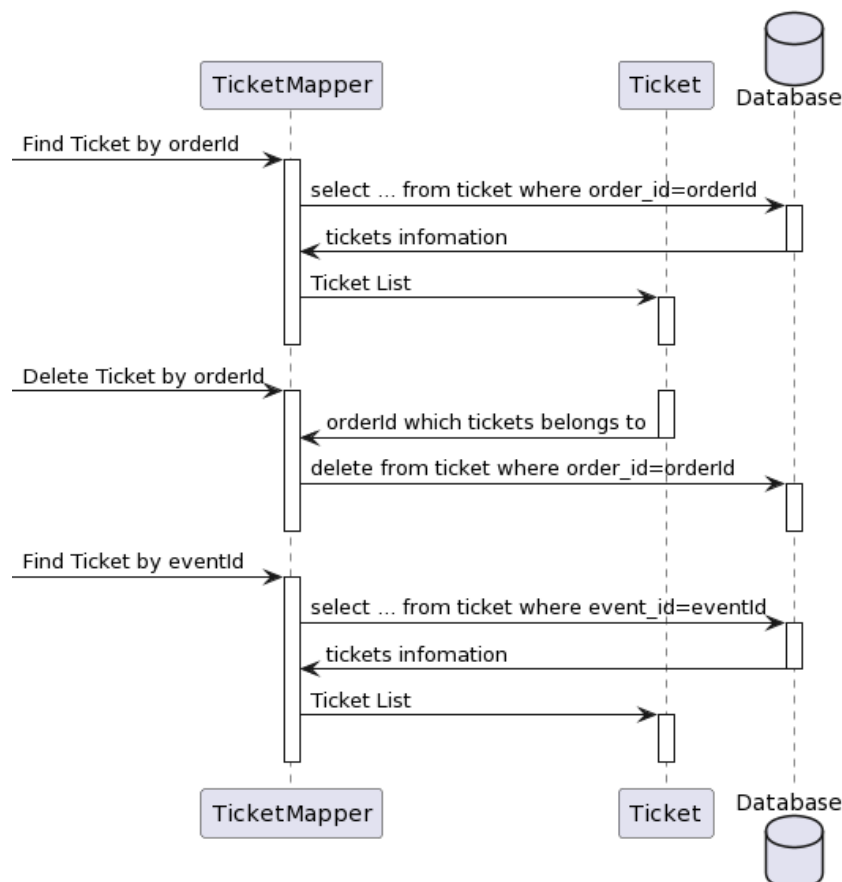 TicketMapper
Ticket
Database
Find Ticket by orderId
select ... from ticket where order_id=orderId
tickets infomation
Ticket List
Delete Ticket by orderId
orderId which tickets belongs to
delete from ticket where order_id=orderId
Find Ticket by eventId
select ... from ticket where event_id=eventId
tickets infomation
Ticket List
TicketMapper
Ticket
Database